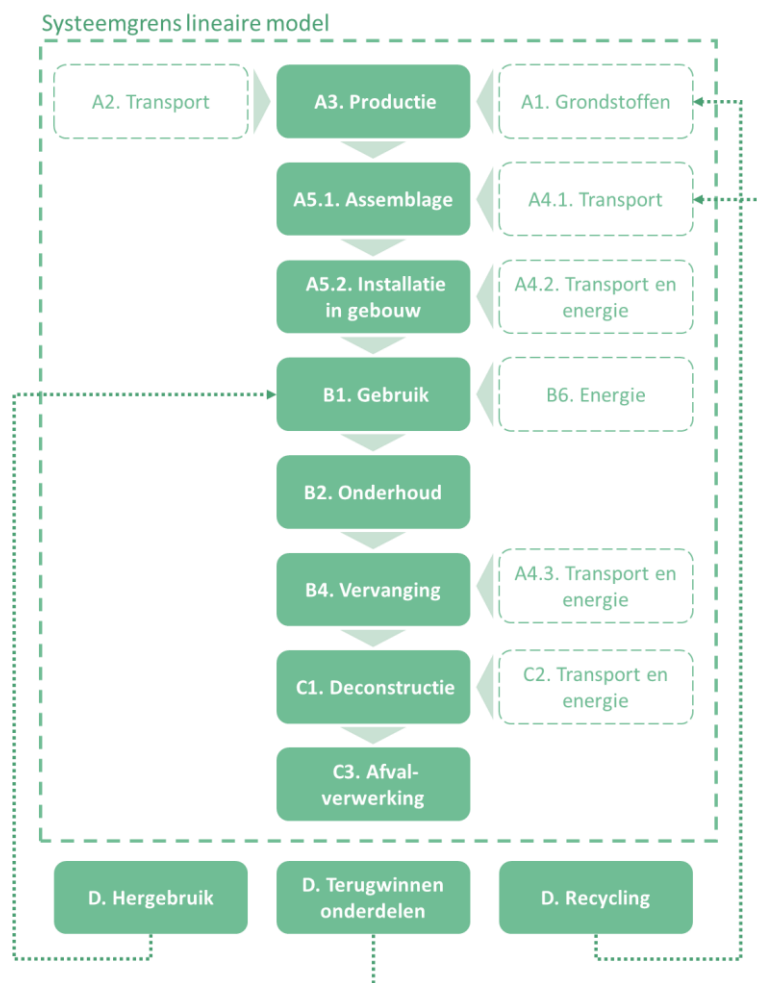 Systeemgrens lineaire model
A2. Transport
A3. Productie
A1. Grondstoffen
A5.1. Assemblage
A4.1. Transport
A5.2. Installatie
in gebouw
A4.2. Transport en
energie
B1. Gebruik
B6. Energie
B2. Onderhoud
B4. Vervanging
A4.3. Transport en
energie
C1. Deconstructie
C2. Transport en
energie
C3. Afval-
verwerking
D. Hergebruik
D. Terugwinnen
onderdelen
D. Recycling